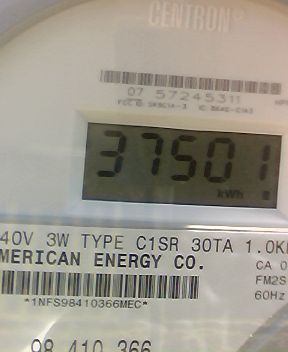 CENTRON®
07 57245311
37501
kWh
40V 3W TYPE C1SR 30TA 1.0K
MERICAN ENERGY CO.
CA 0
FM2S
60Hz
*1NFS98410366MEC*
98 410 366